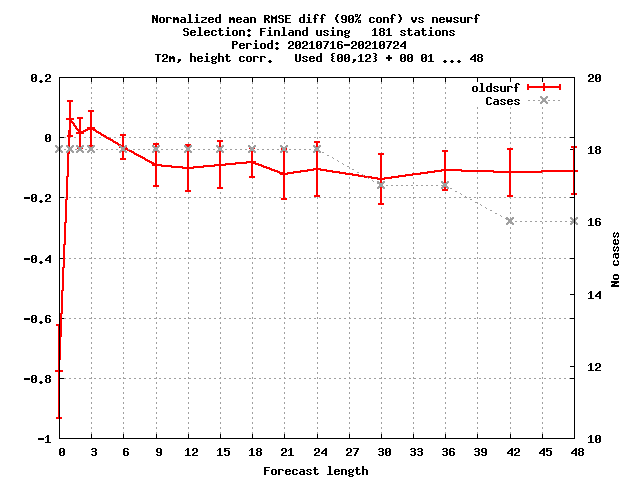 Normalized mean RMSE diff (90% conf) vs newsurf
Selection: Finland using   181 stations
Period: 20210716-20210724
T2m, height corr.   Used {00,12} + 00 01 ... 48
oldsurf
Cases
0.2
0
-0.2
-0.4
-0.6
-0.8
-1
20
18
16
14
12
10
No cases
0 3 6 9 12 15 18 21 24 27 30 33 36 39 42 45 48
Forecast length